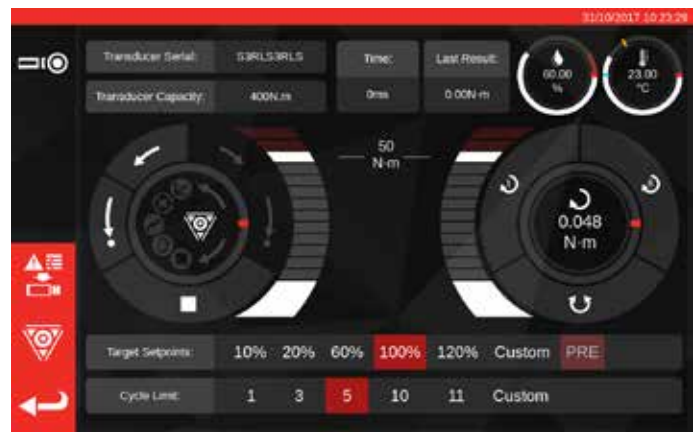 31/10/2017 10:23:29
Transducer Serial: S3RLS3RLS Time: Last Result:
Transducer Capacity: 400N.m 0ms 0.00N·m
60.00
%
23.00
°C
50
N·m
0.048
N·m
Target Setpoints: 10% 20% 60% 100% 120% Custom PRE
Cycle Limit: 1 3 5 10 11 Custom